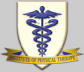 INSTITUTE OF PHYSICAL THERAPY